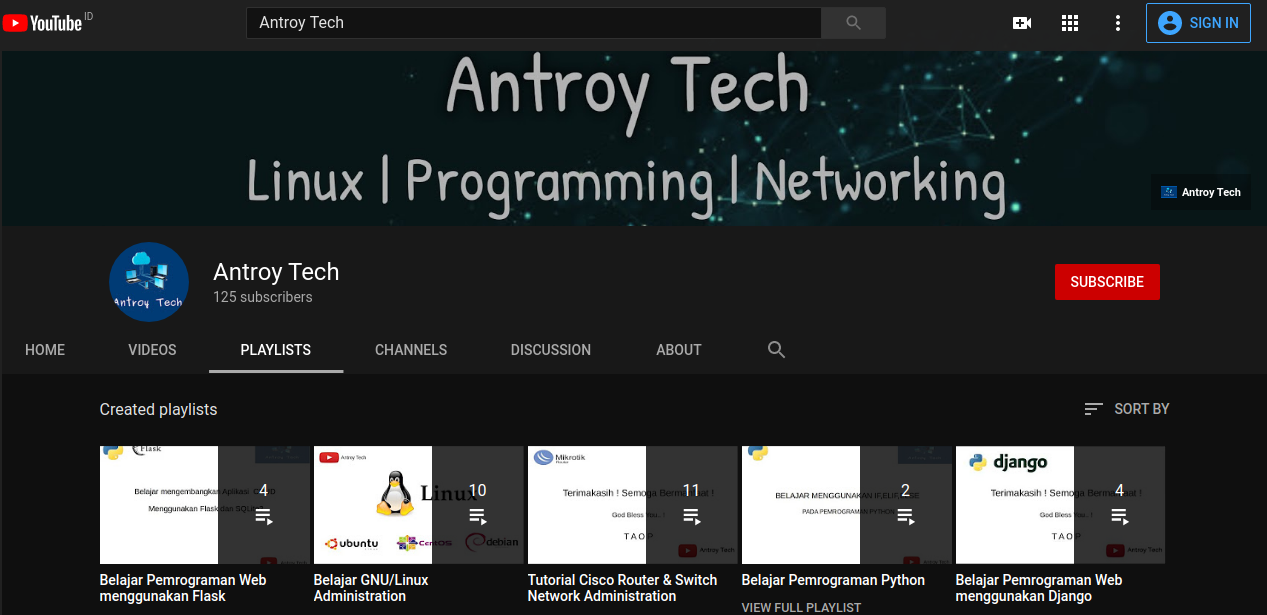 YouTube ID
Antroy Tech
SIGN IN
Antroy Tech
Linux | Programming | Networking
Antroy Tech
Antroy Tech
Antroy Tech
125 subscribers
SUBSCRIBE
HOME VIDEOS PLAYLISTS CHANNELS DISCUSSION ABOUT
Created playlists
SORT BY
Flask
Belajar mengembangkan Aplikasi
Menggunakan Flask dan
4
Belajar Pemrograman Web
menggunakan Flask
Antroy Tech
Linux
10
ubuntu CentOS debian
Belajar GNU/Linux
Administration
Mikrotik
Terimakasih ! Semoga Bermanfaat !
God Bless You..!
T A O P
11
Antroy Tech
Tutorial Cisco Router & Switch
Network Administration
BELAJAR MENGGUNAKAN IF,ELIF,ELSE
PADA PEMROGRAMAN PYTHON
2
Belajar Pemrograman Python
VIEW FULL PLAYLIST
django
Terimakasih ! Semoga Bermanfaat !
God Bless You..!
T A O P
4
Antroy Tech
Belajar Pemrograman Web
menggunakan Django